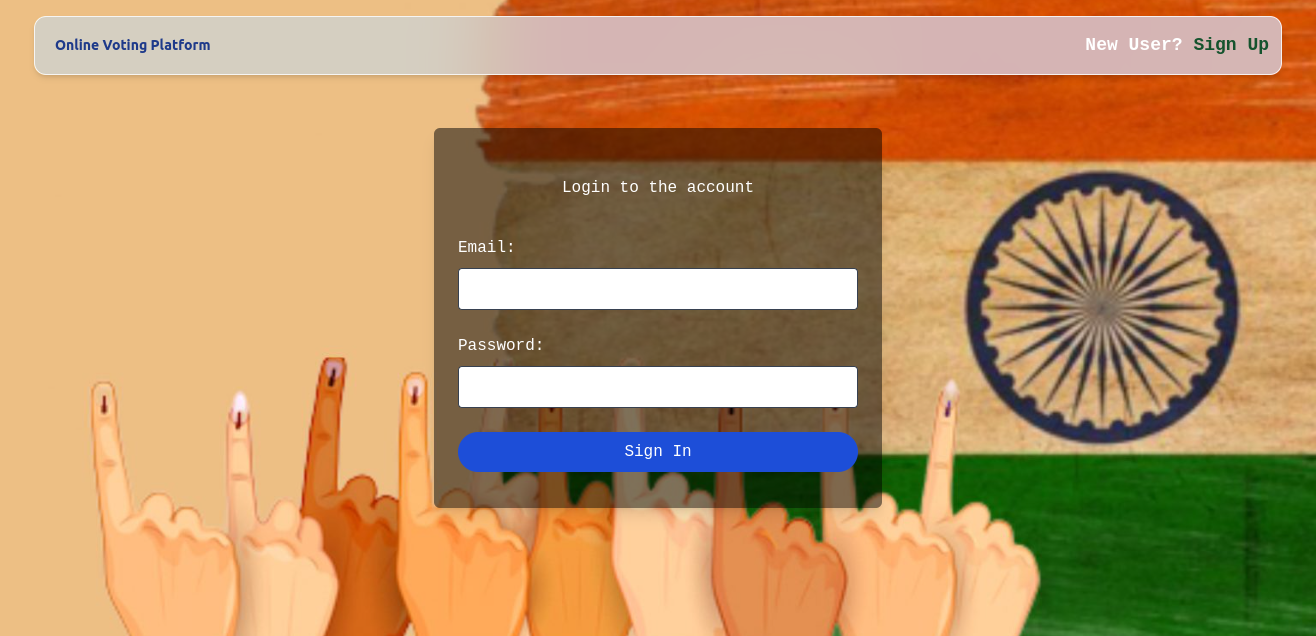 Online Voting Platform
New User? Sign Up
Login to the account
Email:
Password:
Sign In